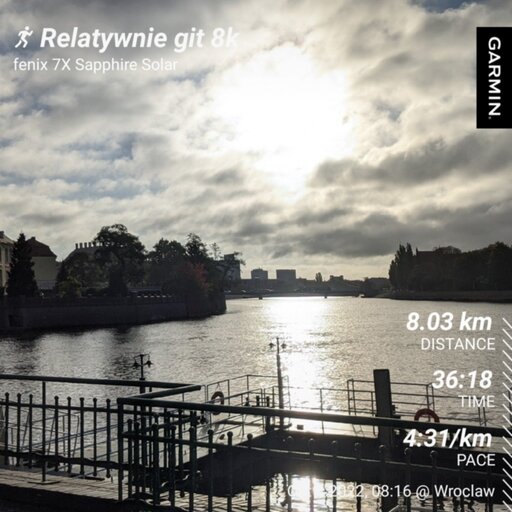 Relatywnie git 8k
fenix 7X Sapphire Solar
GARMIN.
8.03 km
DISTANCE
36:18
TIME
4:31/km
PACE
2022, 08:16 @ Wroclaw